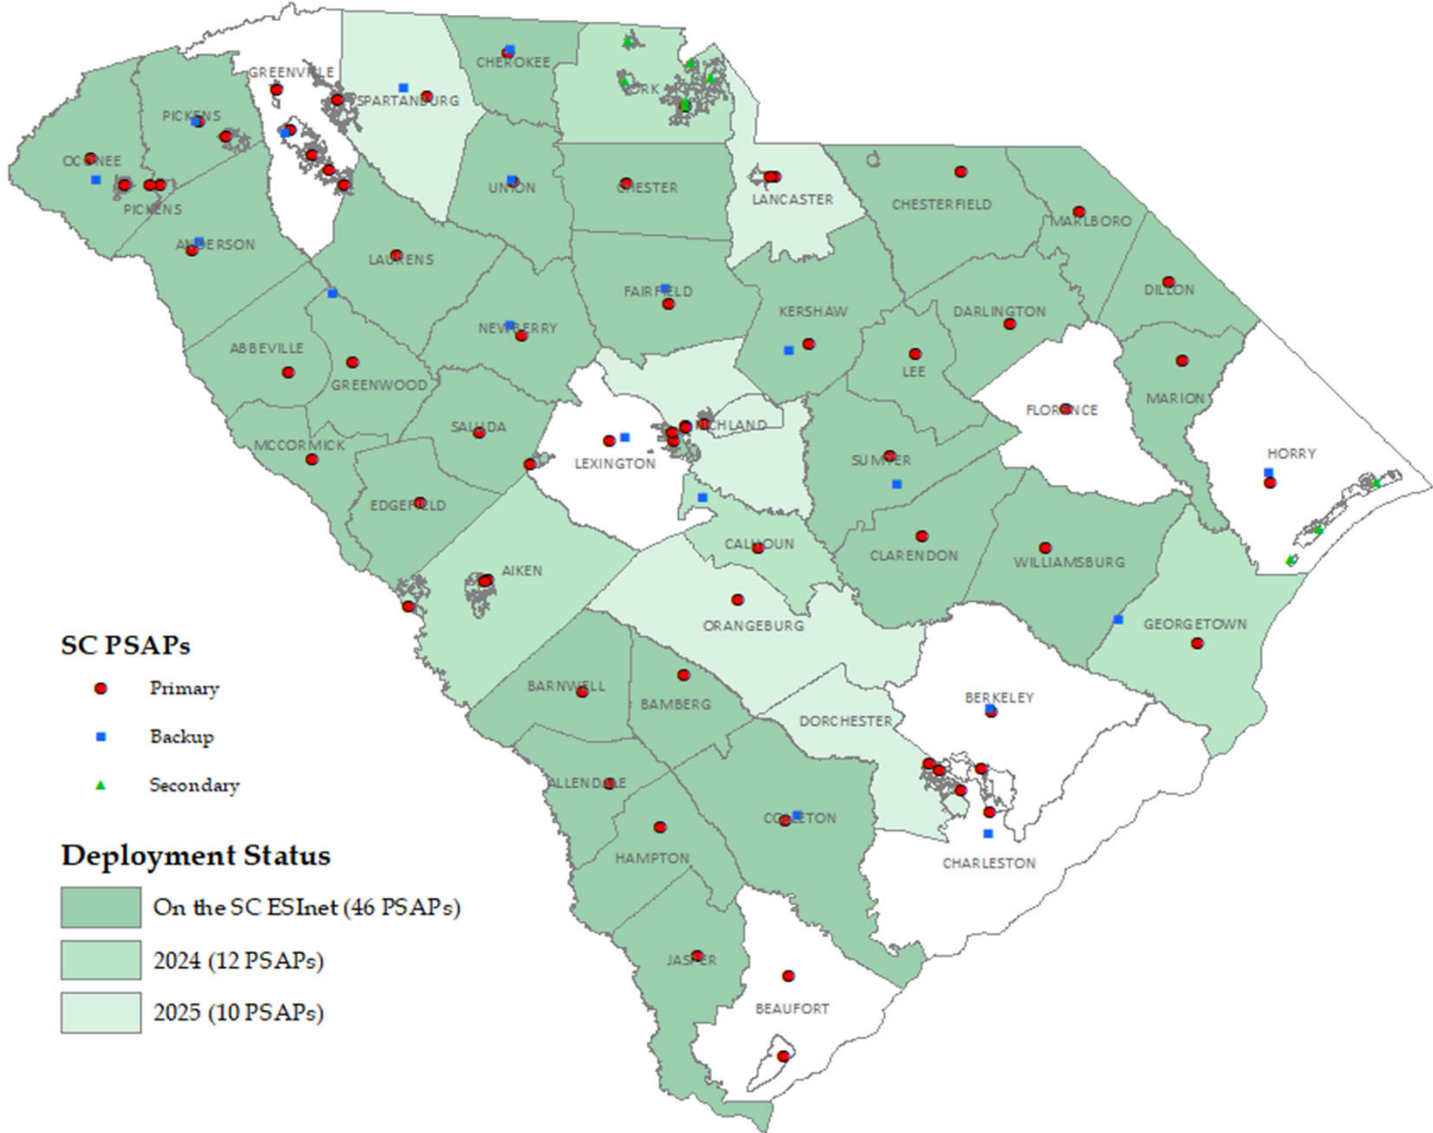 GREENVILLE
CHEROKEE
SPARTANBURG
YORK
PICKENS
OCONEE
UNION
CHESTER
LANCASTER
CHESTERFIELD
MARLBORO
PICKENS
ANDERSON
LAURENS
FAIRFIELD
DILLON
KERSHAW
DARLINGTON
NEWBERRY
ABBEVILLE
LEE
GREENWOOD
MARION
FLORENCE
SALUDA
RICHLAND
MCCORMICK
HORRY
LEXINGTON
SUMTER
EDGEFIELD
CALHOUN
CLARENDON
WILLIAMSBURG
AIKEN
ORANGEBURG
GEORGETOWN
BARNWELL
BAMBERG
BERKELEY
DORCHESTER
ALLENDALE
COLLETON
HAMPTON
CHARLESTON
JASPER
BEAUFORT
SC PSAPs
Primary
Backup
Secondary
Deployment Status
On the SC ESInet (46 PSAPs)
2024 (12 PSAPs)
2025 (10 PSAPs)